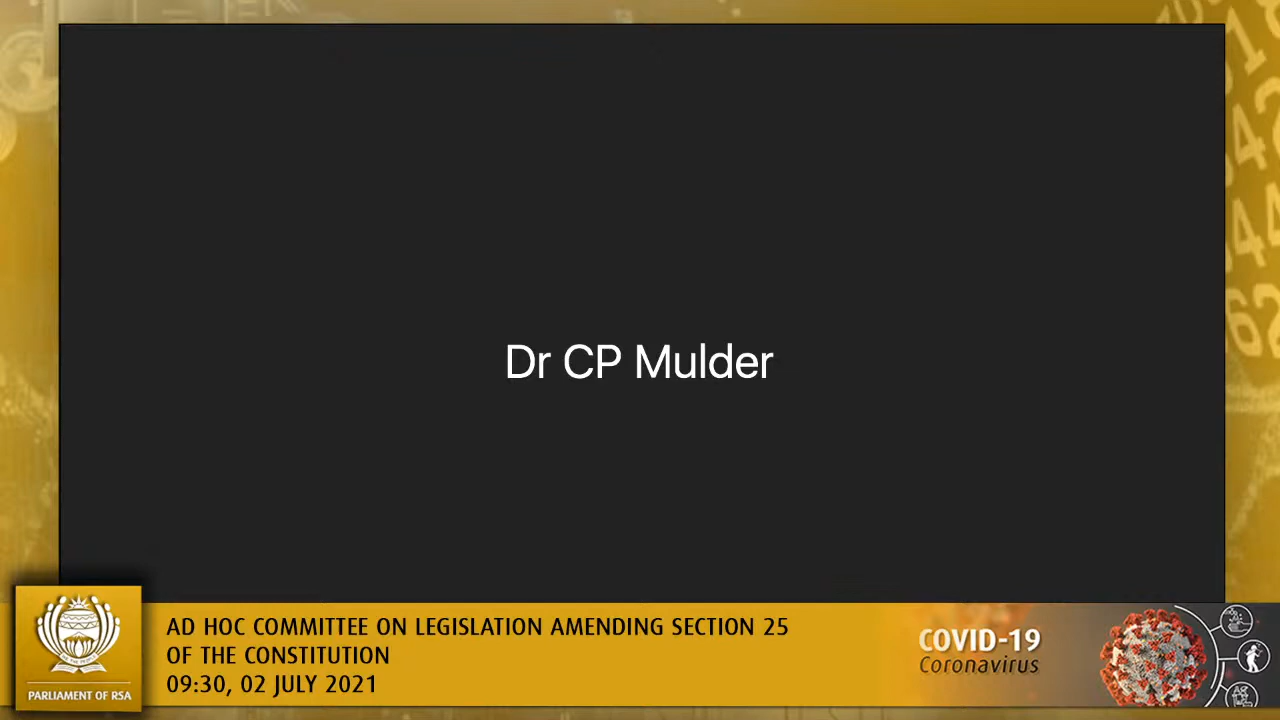 Dr CP Mulder
AD HOC COMMITTEE ON LEGISLATION AMENDING SECTION 25
OF THE CONSTITUTION
09:30, 02 JULY 2021
PARLIAMENT OF RSA
COVID-19
Coronavirus